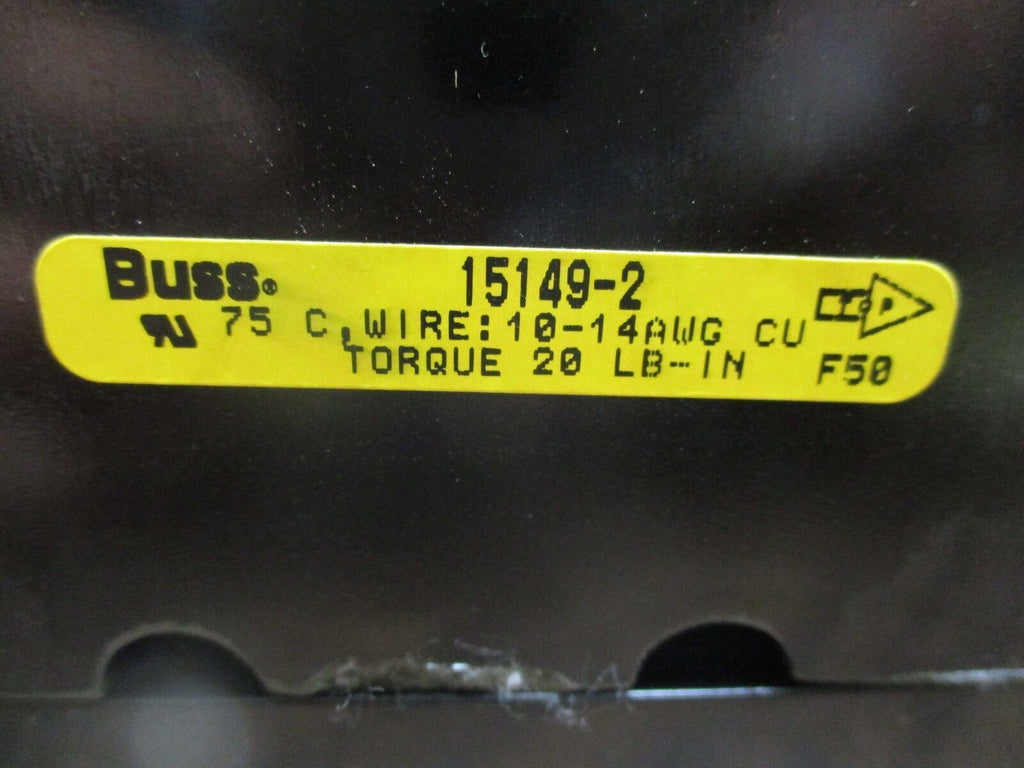 Buss® 15149-2
75 C,WIRE:10-14AWG CU
TORQUE 20 LB-IN F50
P